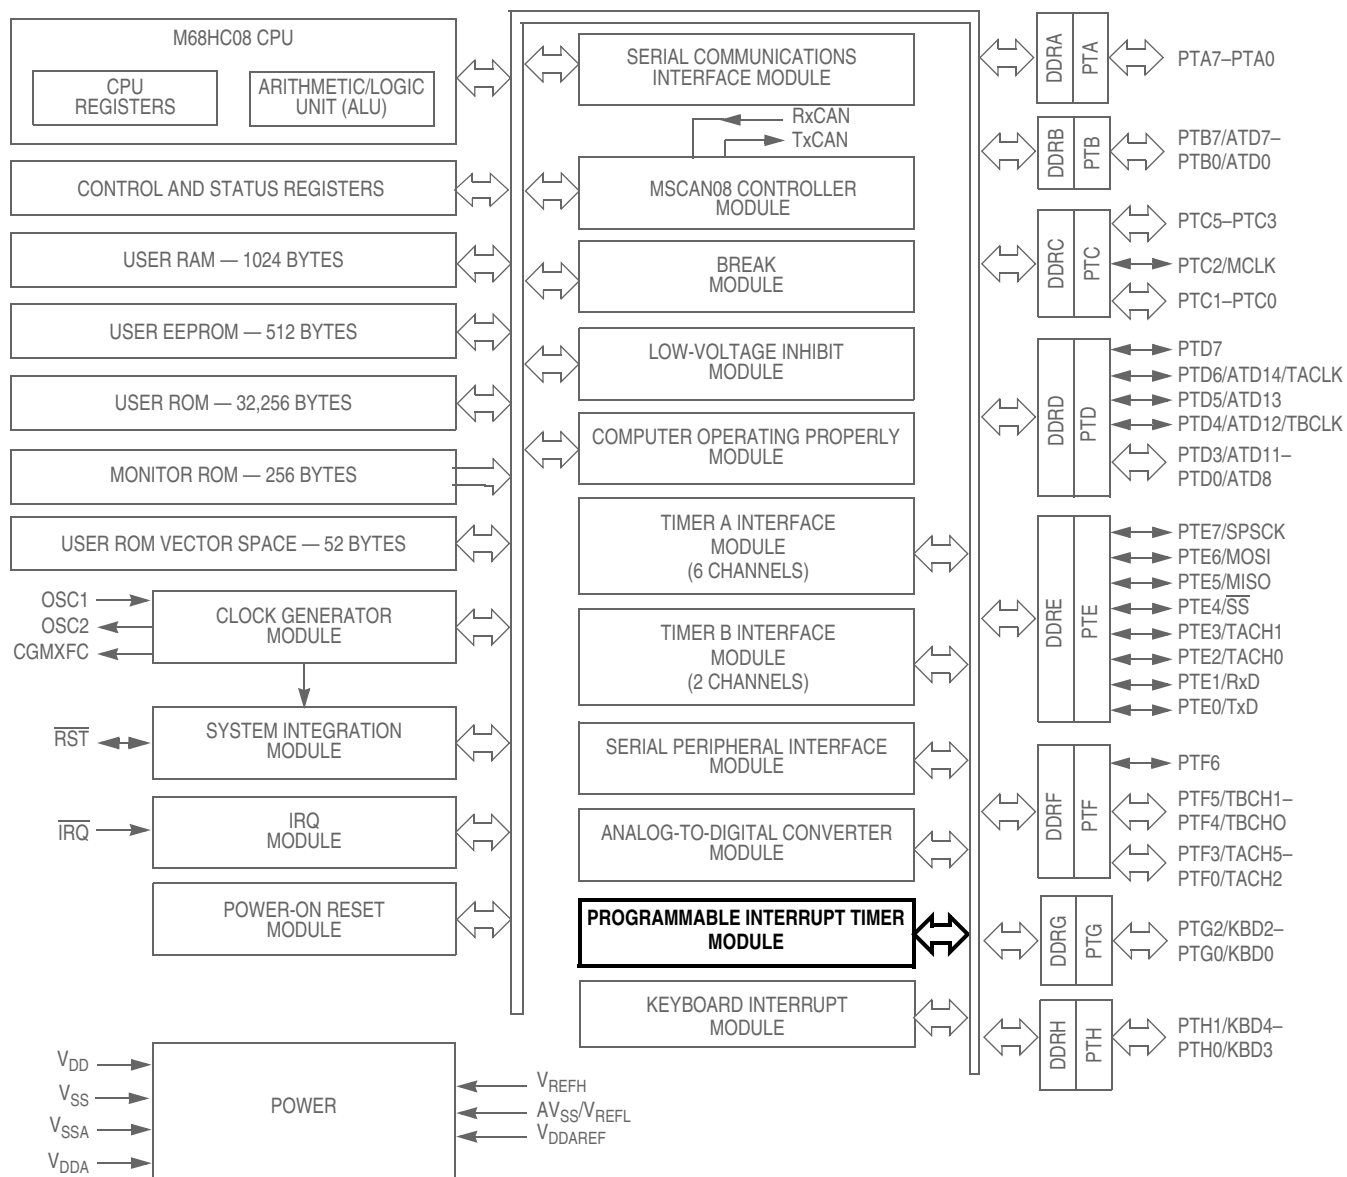 M68HC08 CPU
CPU
REGISTERS
ARITHMETIC/LOGIC
UNIT (ALU)
CONTROL AND STATUS REGISTERS
USER RAM — 1024 BYTES
USER EEPROM — 512 BYTES
USER ROM — 32,256 BYTES
MONITOR ROM — 256 BYTES
USER ROM VECTOR SPACE — 52 BYTES
OSC1
OSC2
CGMXFC
CLOCK GENERATOR
MODULE
RST
SYSTEM INTEGRATION
MODULE
IRQ
IRQ
MODULE
POWER-ON RESET
MODULE
VDD
VSS
VSSA
VDDA
POWER
VREFH
AVSS/VREFL
VDDAREF
SERIAL COMMUNICATIONS
INTERFACE MODULE
RxCAN
TxCAN
MSCAN08 CONTROLLER
MODULE
BREAK
MODULE
LOW-VOLTAGE INHIBIT
MODULE
COMPUTER OPERATING PROPERLY
MODULE
TIMER A INTERFACE
MODULE
(6 CHANNELS)
TIMER B INTERFACE
MODULE
(2 CHANNELS)
SERIAL PERIPHERAL INTERFACE
MODULE
ANALOG-TO-DIGITAL CONVERTER
MODULE
PROGRAMMABLE INTERRUPT TIMER
MODULE
KEYBOARD INTERRUPT
MODULE
DDRA
PTA
PTA7–PTA0
DDRB
PTB
PTB7/ATD7–
PTB0/ATD0
DDRC
PTC
PTC5–PTC3
PTC2/MCLK
PTC1–PTC0
DDRD
PTD
PTD7
PTD6/ATD14/TACLK
PTD5/ATD13
PTD4/ATD12/TBCLK
PTD3/ATD11–
PTD0/ATD8
DDRE
PTE
PTE7/SPSCK
PTE6/MOSI
PTE5/MISO
PTE4/SS
PTE3/TACH1
PTE2/TACH0
PTE1/RxD
PTE0/TxD
DDRF
PTF
PTF6
PTF5/TBCH1–
PTF4/TBCHO
PTF3/TACH5–
PTF0/TACH2
DDRG
PTG
PTG2/KBD2–
PTG0/KBD0
DDRH
PTH
PTH1/KBD4–
PTH0/KBD3